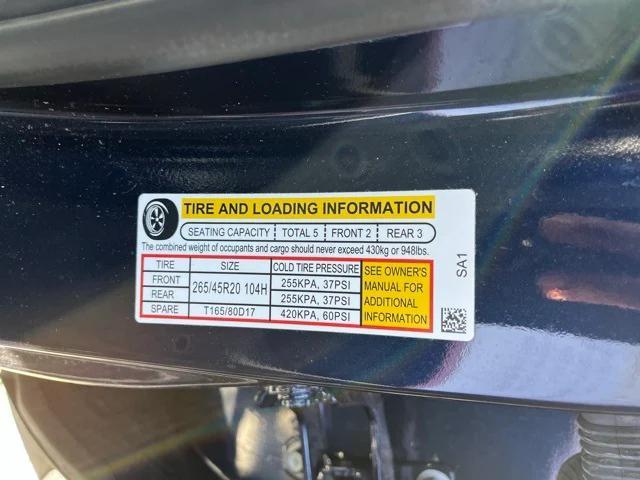 TIRE AND LOADING INFORMATION
SEATING CAPACITY TOTAL 5 FRONT 2 REAR 3
The combined weight of occupants and cargo should never exceed 430kg or 948lbs.
TIRE SIZE COLD TIRE PRESSURE
FRONT 265/45R20 104H 255KPA, 37PSI
REAR 255KPA, 37PSI
SPARE T165/80D17 420KPA, 60PSI
SEE OWNER'S
MANUAL FOR
ADDITIONAL
INFORMATION
SA1